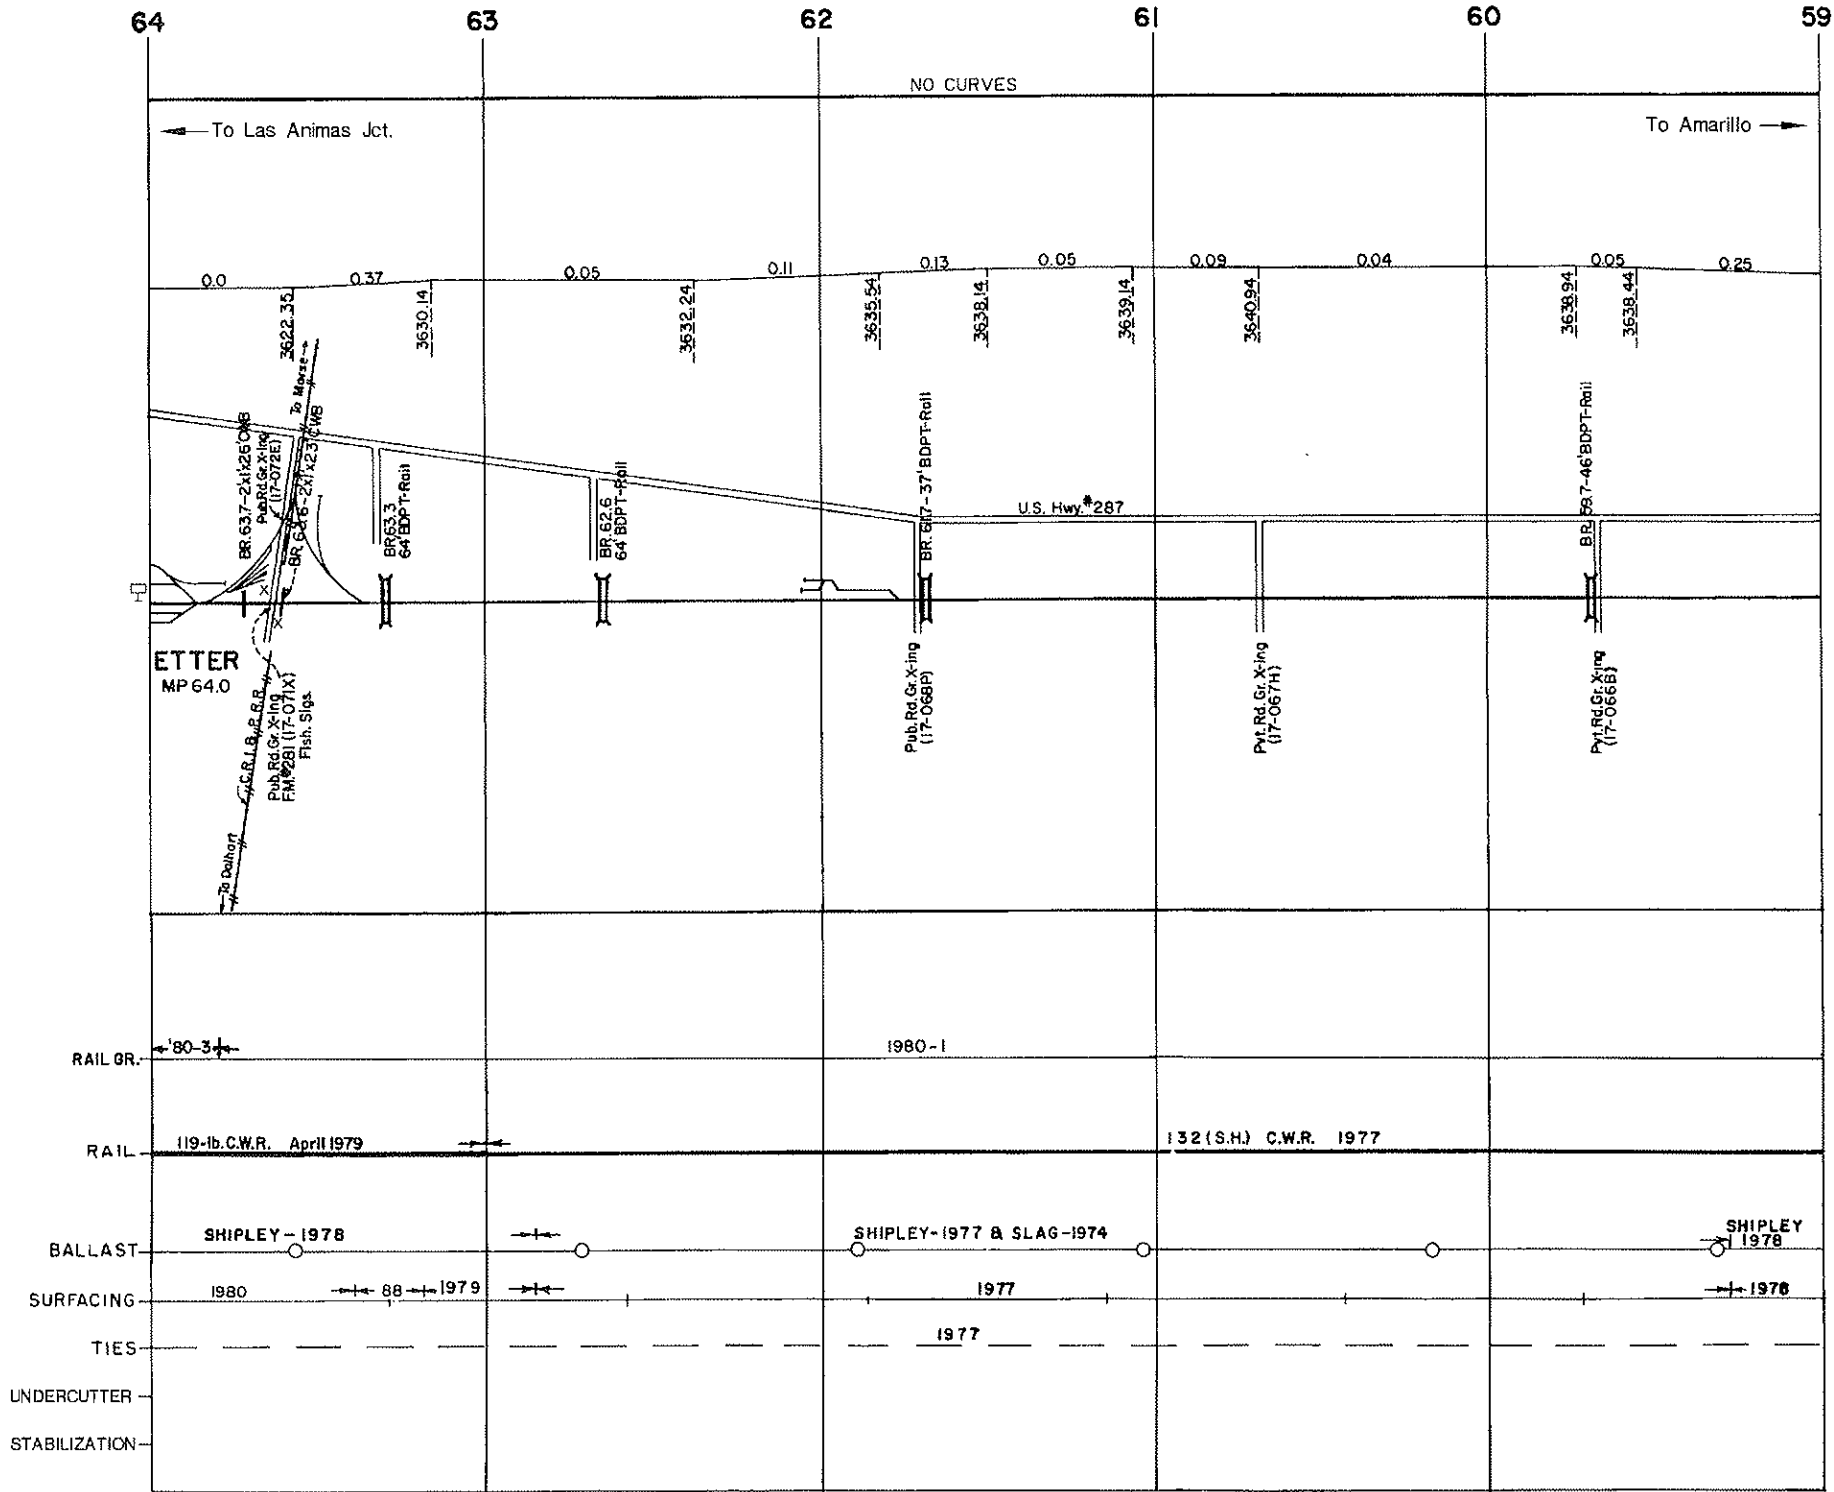 64 63 62 61 60 59
NO CURVES
To Las Animas Jct.
To Amarillo
0.0 0.37 0.05 0.11 0.13 0.05 0.09 0.04 0.05 0.25
3622.35
3630.14
3632.24
3635.54
3638.14
3639.14
3640.94
3638.94
3638.44
To Morse
BR. 63.7-2'x1'x26'
Pub.Rd.Gr.X-ing
(17-072E)
BR. 63.6-2'x1'x23'CWB
BR.63.3
64'BDPT-Rail
BR.62.6
64'BDPT-Rail
BR. 61.7-37'BDPT-Rail
U.S. Hwy.#287
BR. 59.7-46'BDPT-Rail
ETTER
MP 64.0
C.R.I.&P. R.R.
Pub.Rd.Gr.X-ing
F.M.#281 (17-071X)
Flsh. Sigs.
To Dalhart
Pub.Rd.Gr.X-ing
(17-068P)
Pvt.Rd.Gr.X-ing
(17-067H)
Pvt.Rd.Gr.X-ing
(17-066B)
RAIL GR. '80-3 1980-1
RAIL 119-lb.C.W.R. April 1979 132 (S.H.) C.W.R. 1977
BALLAST SHIPLEY-1978 SHIPLEY-1977 & SLAG-1974 SHIPLEY
1978
SURFACING 1980 88 1979 1977 1978
TIES 1977
UNDERCUTTER
STABILIZATION